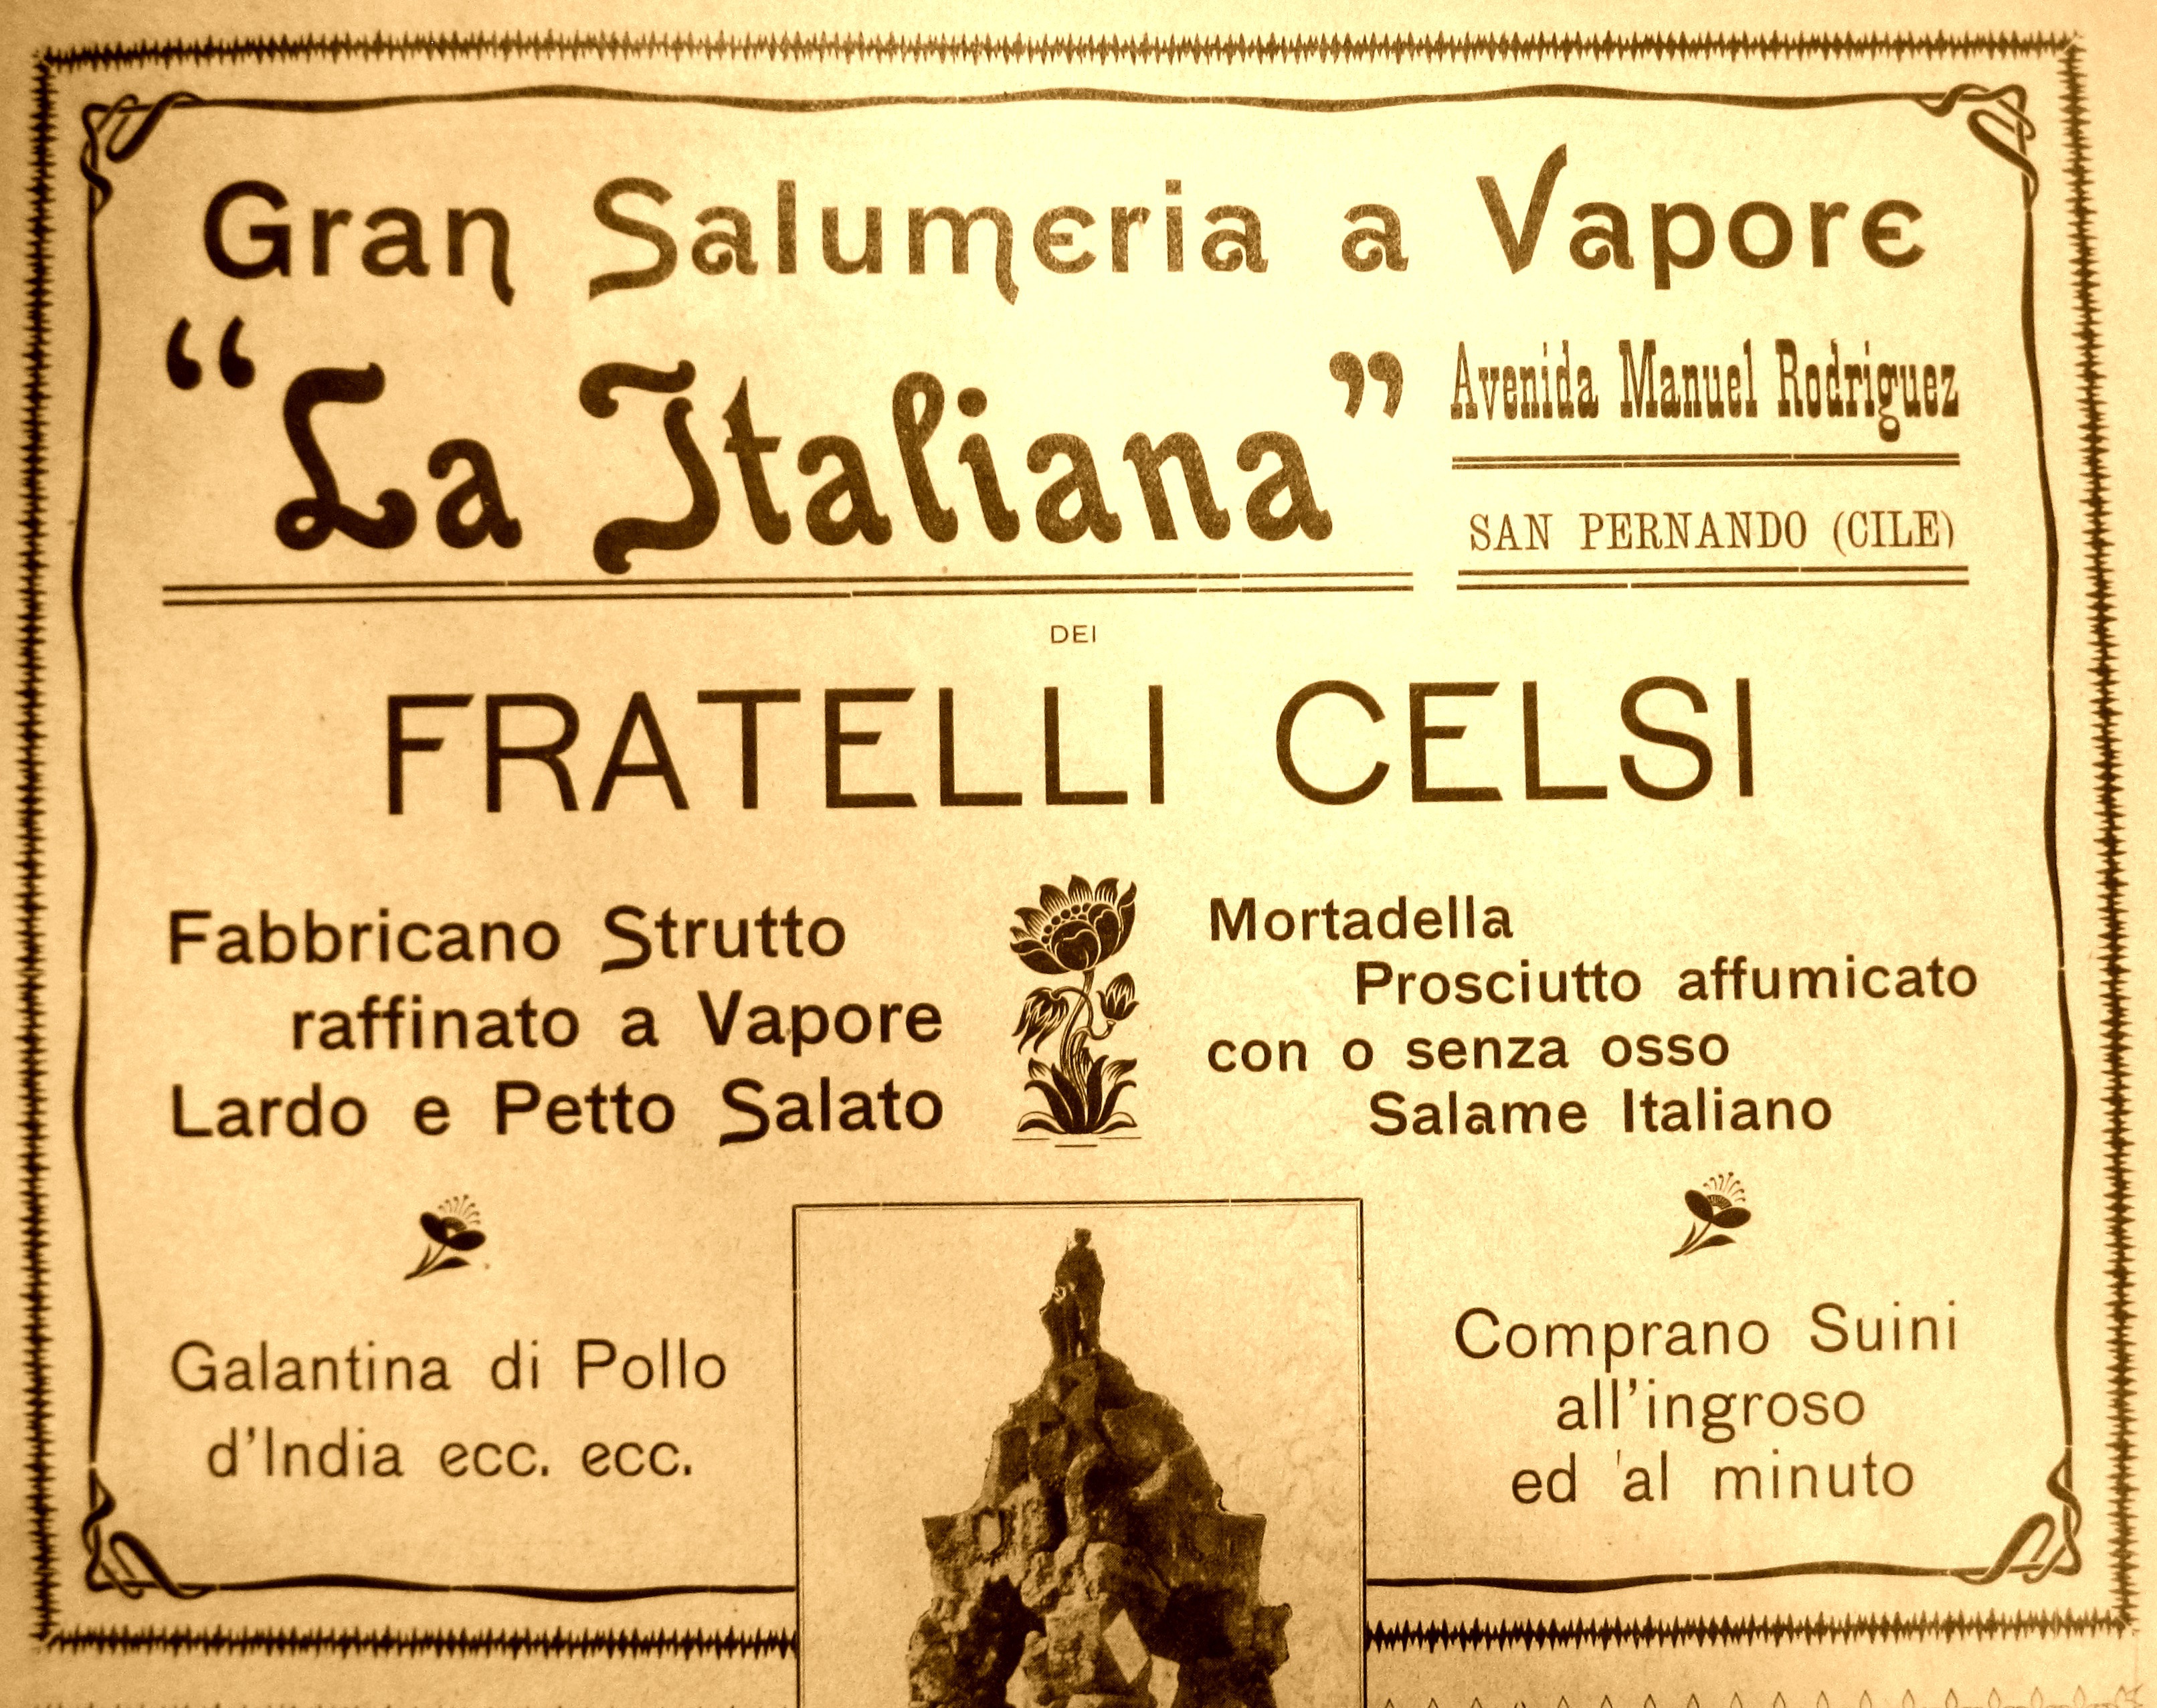 Gran Salumeria a Vapore
“La Italiana”
Avenida Manuel Rodriguez
SAN PERNANDO (CILE)
DEI
FRATELLI CELSI
Fabbricano Strutto
raffinato a Vapore
Lardo e Petto Salato
Mortadella
Prosciutto affumicato
con o senza osso
Salame Italiano
Galantina di Pollo
d'India ecc. ecc.
Comprano Suini
all'ingroso
ed 'al minuto